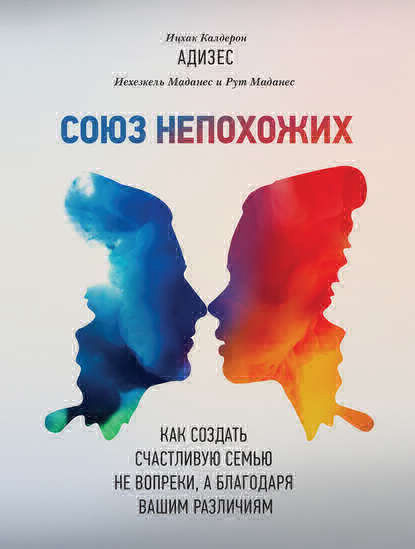 Ицхак Калдерон
АДИЗЕС
Иехезкель Маданес и Рут Маданес
СОЮЗ НЕПОХОЖИХ
КАК СОЗДАТЬ
СЧАСТЛИВУЮ СЕМЬЮ
НЕ ВОПРЕКИ, А БЛАГОДАРЯ
ВАШИМ РАЗЛИЧИЯМ